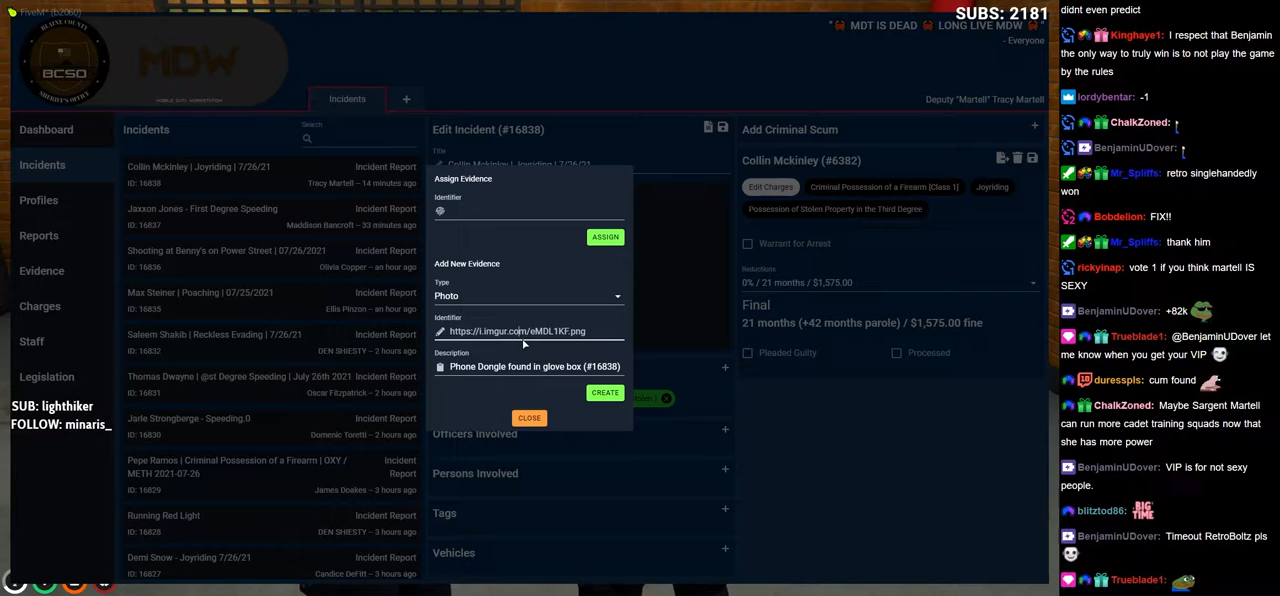 FiveM® (b2060)
SUBS: 2181
BLAINE COUNTY
BCSO
SHERIFF'S OFFICE
MDW
MOBILE DATA WORKSTATION
" MDT IS DEAD LONG LIVE MDW "
- Everyone
Incidents
+
Deputy "Martell" Tracy Martell
Dashboard
Incidents
Profiles
Reports
Evidence
Charges
Staff
Legislation
SUB: lighthiker
FOLLOW: minaris_
Incidents
Search
Collin Mckinley | Joyriding | 7/26/21
Incident Report
ID: 16838
Tracy Martell - 14 minutes ago
Jaxxon Jones - First Degree Speeding
Incident Report
ID: 16837
Madison Bancroft - 33 minutes ago
Shooting at Benny's on Power Street | 07/26/2021
Incident Report
ID: 16836
Olivia Copper - an hour ago
Max Steiner | Poaching | 07/25/2021
Incident Report
ID: 16835
Ellis Pinzon - an hour ago
Saleem Shakib | Reckless Evading | 7/26/21
Incident Report
ID: 16832
DEN SHIESTY - 2 hours ago
Thomas Dwayne | @st Degree Speeding | July 26th 2021
Incident Report
ID: 16831
Oscar Fitzpatrick - 2 hours ago
Jarle Strongberge - Speeding.0
Incident Report
ID: 16830
Domenic Toretti - 2 hours ago
Pepe Ramos | Criminal Possession of a Firearm | OXY /
METH 2021-07-26
Incident
Report
ID: 16829
James Doakes - 3 hours ago
Running Red Light
Incident Report
ID: 16828
DEN SHIESTY - 3 hours ago
Demi Snow - Joyriding 7/26/21
Incident Report
ID: 16827
Candice DeFitt - 3 hours ago
Edit Incident (#16838)
Title
Collin Mckinley | Joyriding | 7/26/21
Assign Evidence
Identifier
ASSIGN
Add New Evidence
Type
Photo
Identifier
https://i.imgur.com/eMDL1KF.png
Description
Phone Dongle found in glove box (#16838)
CREATE
CLOSE
Officers Involved
Persons Involved
Tags
Vehicles
Add Criminal Scum
Collin Mckinley (#6382)
Edit Charges
Criminal Possession of a Firearm [Class 1]
Joyriding
Possession of Stolen Property in the Third Degree
Warrant for Arrest
Reductions
0% / 21 months / $1,575.00
Final
21 months (+42 months parole) / $1,575.00 fine
Pleaded Guilty
Processed
didnt even predict
Kinghaye1: I respect that Benjamin
the only way to truly win is to not play the game
by the rules
lordybentar: -1
ChalkZoned:
BenjaminUDover:
Mr_Spliffs: retro singlehandedly
won
Bobdelion: FIX!!
Mr_Spliffs: thank him
rickyinap: vote 1 if you think martell IS
SEXY
BenjaminUDover: +82k
Trueblade1: @BenjaminUDover let
me know when you get your VIP
duresspls: cum found
ChalkZoned: Maybe Sargent Martell
can run more cadet training squads now that
she has more power
BenjaminUDover: VIP is for not sexy
people.
blitztod86: BIG TIME
BenjaminUDover: Timeout RetroBoltz pls
Trueblade1: